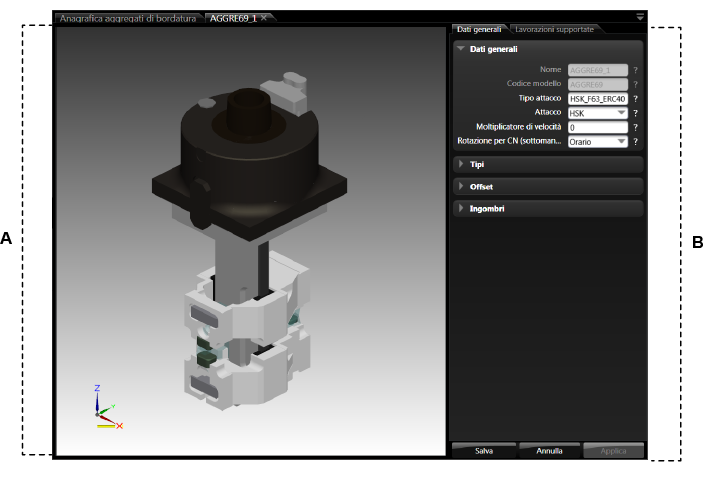 Anagrafica aggregati di bordatura AGGRE69_1 ×
Dati generali Lavorazioni supportate
Dati generali
Nome AGGRE69_1 ?
Codice modello AGGRE69 ?
Tipo attacco HSK_F63_ERC40 ?
Attacco HSK ?
Moltiplicatore di velocità 0 ?
Rotazione per CN (sottoman... Orario ?
Tipi
Offset
Ingombri
A
B
Z
Y
X
Salva Annulla Applica